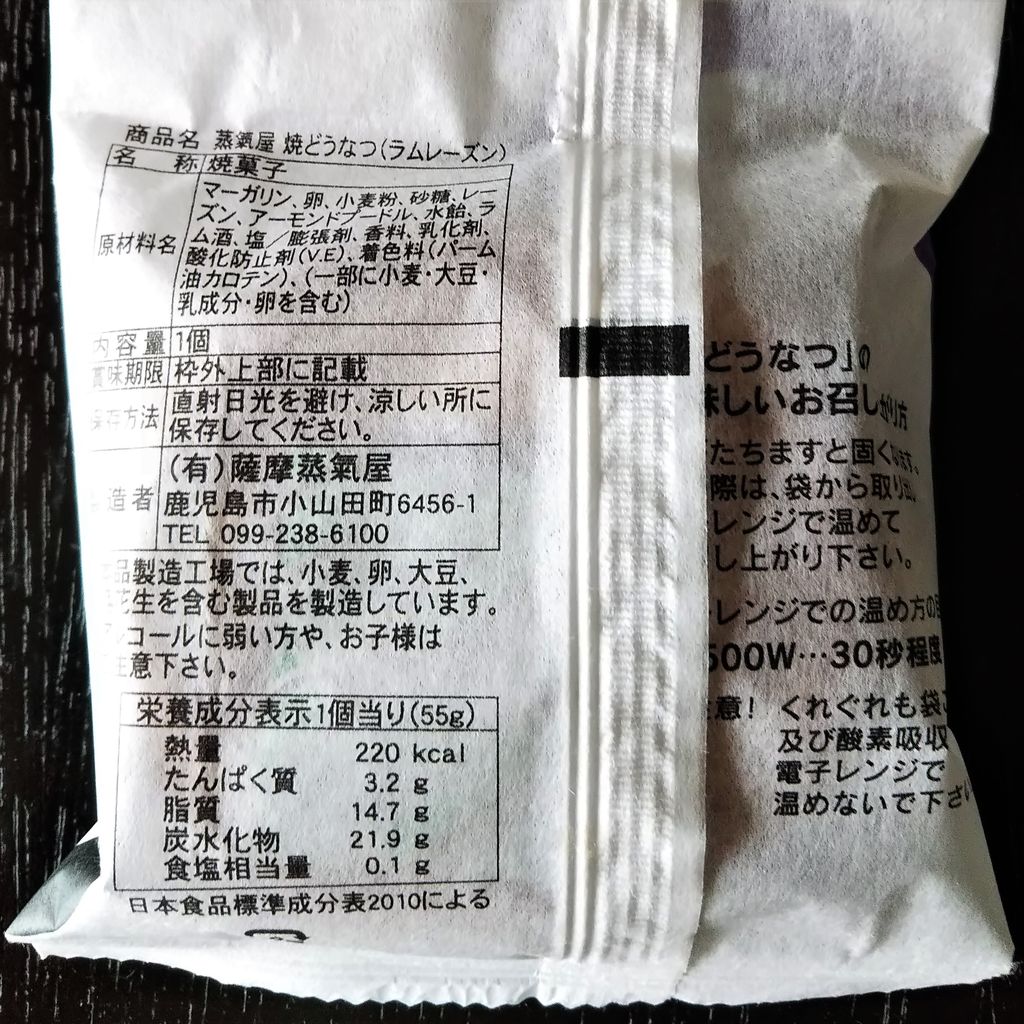 商品名 蒸氣屋 焼どうなつ(ラムレーズン)
名 称 焼菓子
原材料名 マーガリン、卵、小麦粉、砂糖、レー
ズン、アーモンドプードル、水飴、ラ
ム酒、塩／膨張剤、香料、乳化剤、
酸化防止剤(V.E)、着色料(パーム
油カロテン)、(一部に小麦・大豆・
乳成分・卵を含む)
内容量 1個
賞味期限 枠外上部に記載
保存方法 直射日光を避け、涼しい所に
保存してください。
造者 (有)薩摩蒸氣屋
鹿児島市小山田町6456-1
TEL 099-238-6100
品製造工場では、小麦、卵、大豆、
花生を含む製品を製造しています。
コールに弱い方や、お子様は
意下さい。
栄養成分表示1個当り(55g)
熱量 220 kcal
たんぱく質 3.2 g
脂質 14.7 g
炭水化物 21.9 g
食塩相当量 0.1 g
日本食品標準成分表2010による
どうなつ」の
味しいお召し上がり方
たちますと固くなります。
際は、袋から取り出し
レンジで温めて
し上がり下さい。
レンジでの温め方の目
500W…30秒程度
意! くれぐれも袋ご
及び酸素吸収
電子レンジで
温めないで下さい